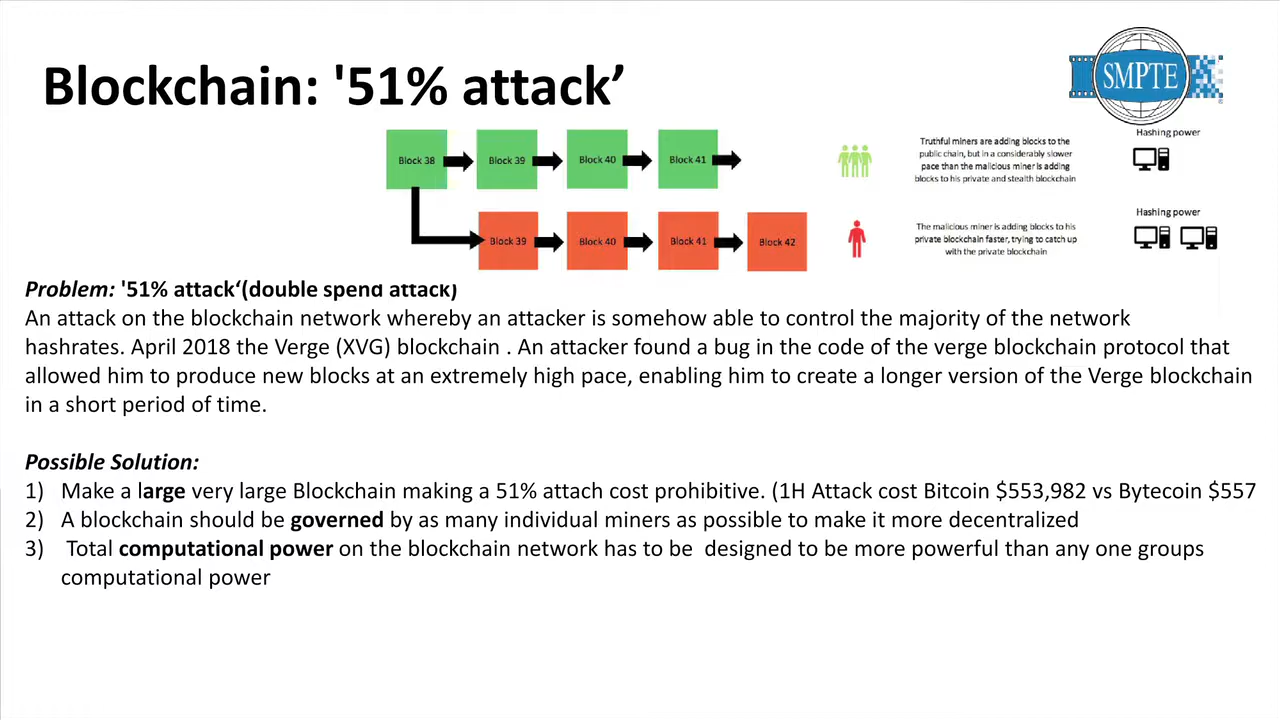 Blockchain: '51% attack’
SMPTE
Block 38
Block 39
Block 40
Block 41
Truthful miners are adding blocks to the
public chain, but in a considerably slower
pace than the malicious miner is adding
blocks to his private and stealth blockchain
Hashing power
Block 39
Block 40
Block 41
Block 42
The malicious miner is adding blocks to his
private blockchain faster, trying to catch up
with the private blockchain
Hashing power
Problem: '51% attack‘(double spend attack)
An attack on the blockchain network whereby an attacker is somehow able to control the majority of the network
hashrates. April 2018 the Verge (XVG) blockchain . An attacker found a bug in the code of the verge blockchain protocol that
allowed him to produce new blocks at an extremely high pace, enabling him to create a longer version of the Verge blockchain
in a short period of time.
Possible Solution:
1) Make a large very large Blockchain making a 51% attach cost prohibitive. (1H Attack cost Bitcoin $553,982 vs Bytecoin $557
2) A blockchain should be governed by as many individual miners as possible to make it more decentralized
3) Total computational power on the blockchain network has to be designed to be more powerful than any one groups
computational power